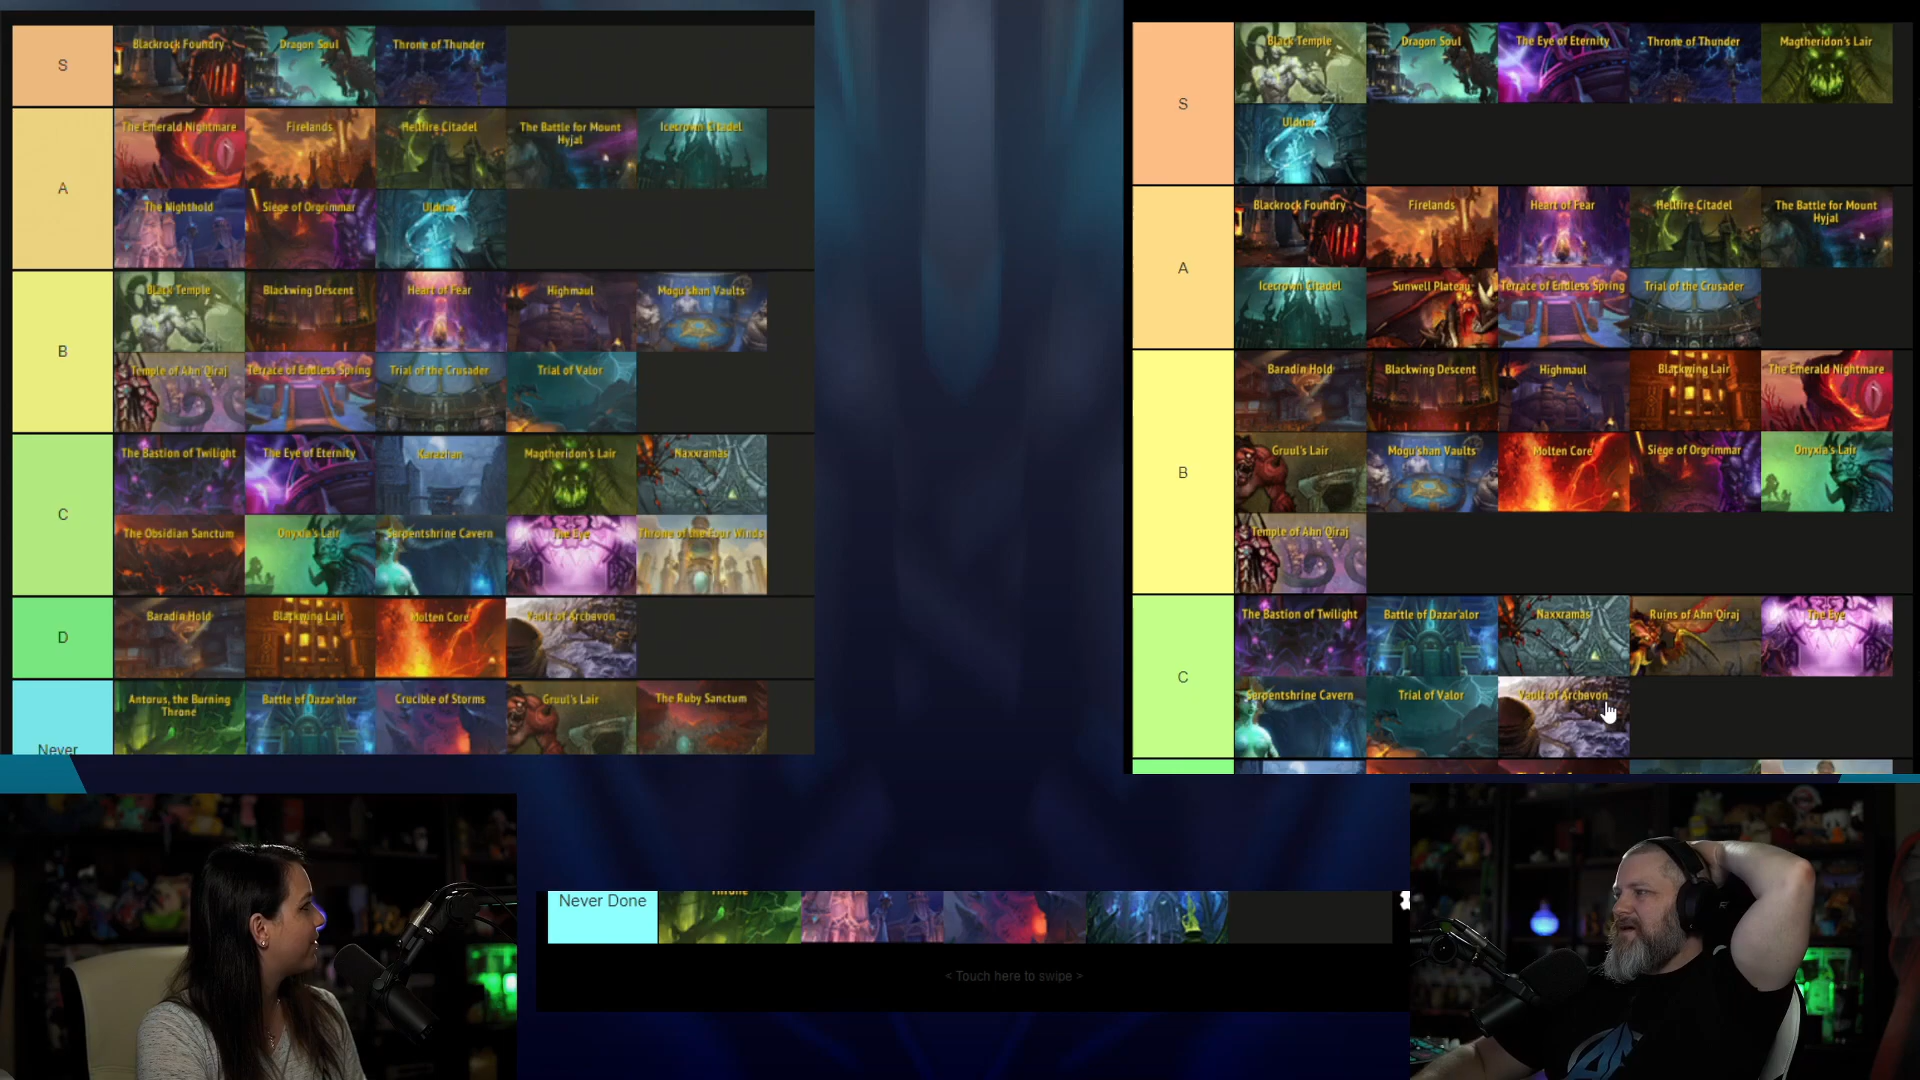 S
Blackrock Foundry
Dragon Soul
Throne of Thunder
A
The Emerald Nightmare
Firelands
Hellfire Citadel
The Battle for Mount
Hyjal
Icecrown Citadel
The Nighthold
Siege of Orgrimmar
Ulduar
B
Black Temple
Blackwing Descent
Heart of Fear
Highmaul
Mogu'shan Vaults
Temple of Ahn'Qiraj
Terrace of Endless Spring
Trial of the Crusader
Trial of Valor
C
The Bastion of Twilight
The Eye of Eternity
Karazhan
Magtheridon's Lair
Naxxramas
The Obsidian Sanctum
Onyxia's Lair
Serpentshrine Cavern
The Eye
Throne of the Four Winds
D
Baradin Hold
Blackwing Lair
Molten Core
Vault of Archavon
Never
Antorus, the Burning
Throne
Battle of Dazar'alor
Crucible of Storms
Gruul's Lair
The Ruby Sanctum
S
Black Temple
Dragon Soul
The Eye of Eternity
Throne of Thunder
Magtheridon's Lair
Ulduar
A
Blackrock Foundry
Firelands
Heart of Fear
Hellfire Citadel
The Battle for Mount
Hyjal
Icecrown Citadel
Sunwell Plateau
Terrace of Endless Spring
Trial of the Crusader
B
Baradin Hold
Blackwing Descent
Highmaul
Blackwing Lair
The Emerald Nightmare
Gruul's Lair
Mogu'shan Vaults
Molten Core
Siege of Orgrimmar
Onyxia's Lair
Temple of Ahn'Qiraj
C
The Bastion of Twilight
Battle of Dazar'alor
Naxxramas
Ruins of Ahn'Qiraj
The Eye
Serpentshrine Cavern
Trial of Valor
Vault of Archavon
Never Done
Throne
< Touch here to swipe >